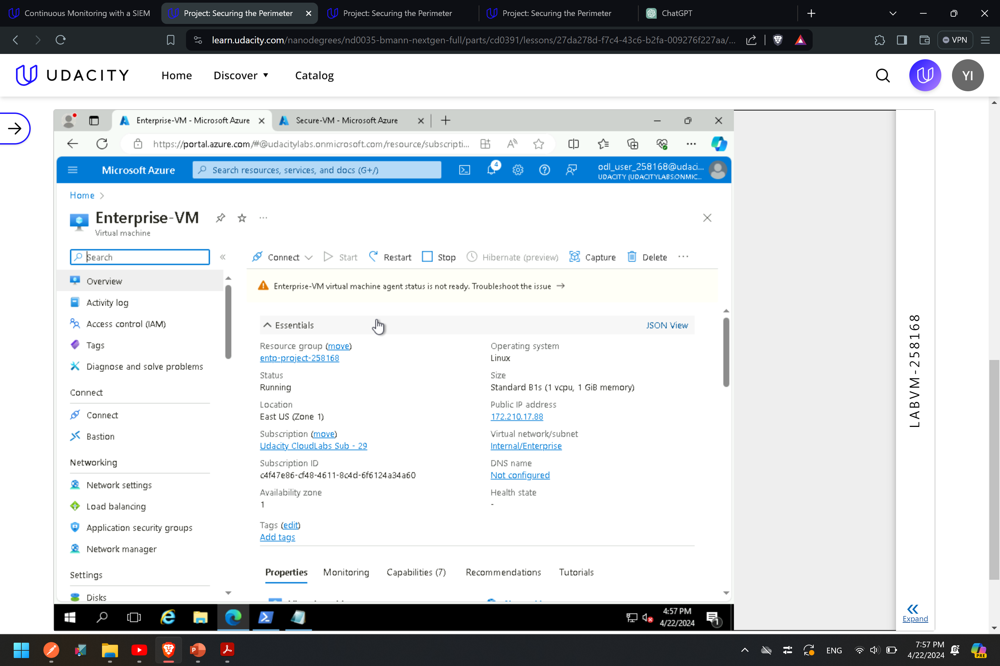 Continuous Monitoring with a SIEM
Project: Securing the Perimeter
Project: Securing the Perimeter
Project: Securing the Perimeter
ChatGPT
learn.udacity.com/nanodegrees/nd0035-bmann-nextgen-full/parts/cd0391/lessons/27da278d-f7c4-43c6-b2fa-009276f227aa/...
VPN
UDACITY
Home
Discover
Catalog
YI
Enterprise-VM - Microsoft Azure
Secure-VM - Microsoft Azure
https://portal.azure.com/#@udacitylabs.onmicrosoft.com/resource/subscripti...
Microsoft Azure
Search resources, services, and docs (G+/)
4
odl_user_258168@udaci...
UDACITY (UDACITYLABS.ONMIC...
Home
Enterprise-VM
Virtual machine
Search
Connect
Start
Restart
Stop
Hibernate (preview)
Capture
Delete
Overview
Activity log
Access control (IAM)
Tags
Diagnose and solve problems
Connect
Connect
Bastion
Networking
Network settings
Load balancing
Application security groups
Network manager
Settings
Disks
Enterprise-VM virtual machine agent status is not ready. Troubleshoot the issue
Essentials
JSON View
Resource group (move)
entp-project-258168
Status
Running
Location
East US (Zone 1)
Subscription (move)
Udacity CloudLabs Sub - 29
Subscription ID
c4f47e86-cf48-4611-8c4d-6f6124a34a60
Availability zone
1
Operating system
Linux
Size
Standard B1s (1 vcpu, 1 GiB memory)
Public IP address
172.210.17.88
Virtual network/subnet
Internal/Enterprise
DNS name
Not configured
Health state
-
Tags (edit)
Add tags
Properties
Monitoring
Capabilities (7)
Recommendations
Tutorials
LABVM-258168
Expand
4:57 PM
4/22/2024
1
ENG
7:57 PM
4/22/2024
PRE